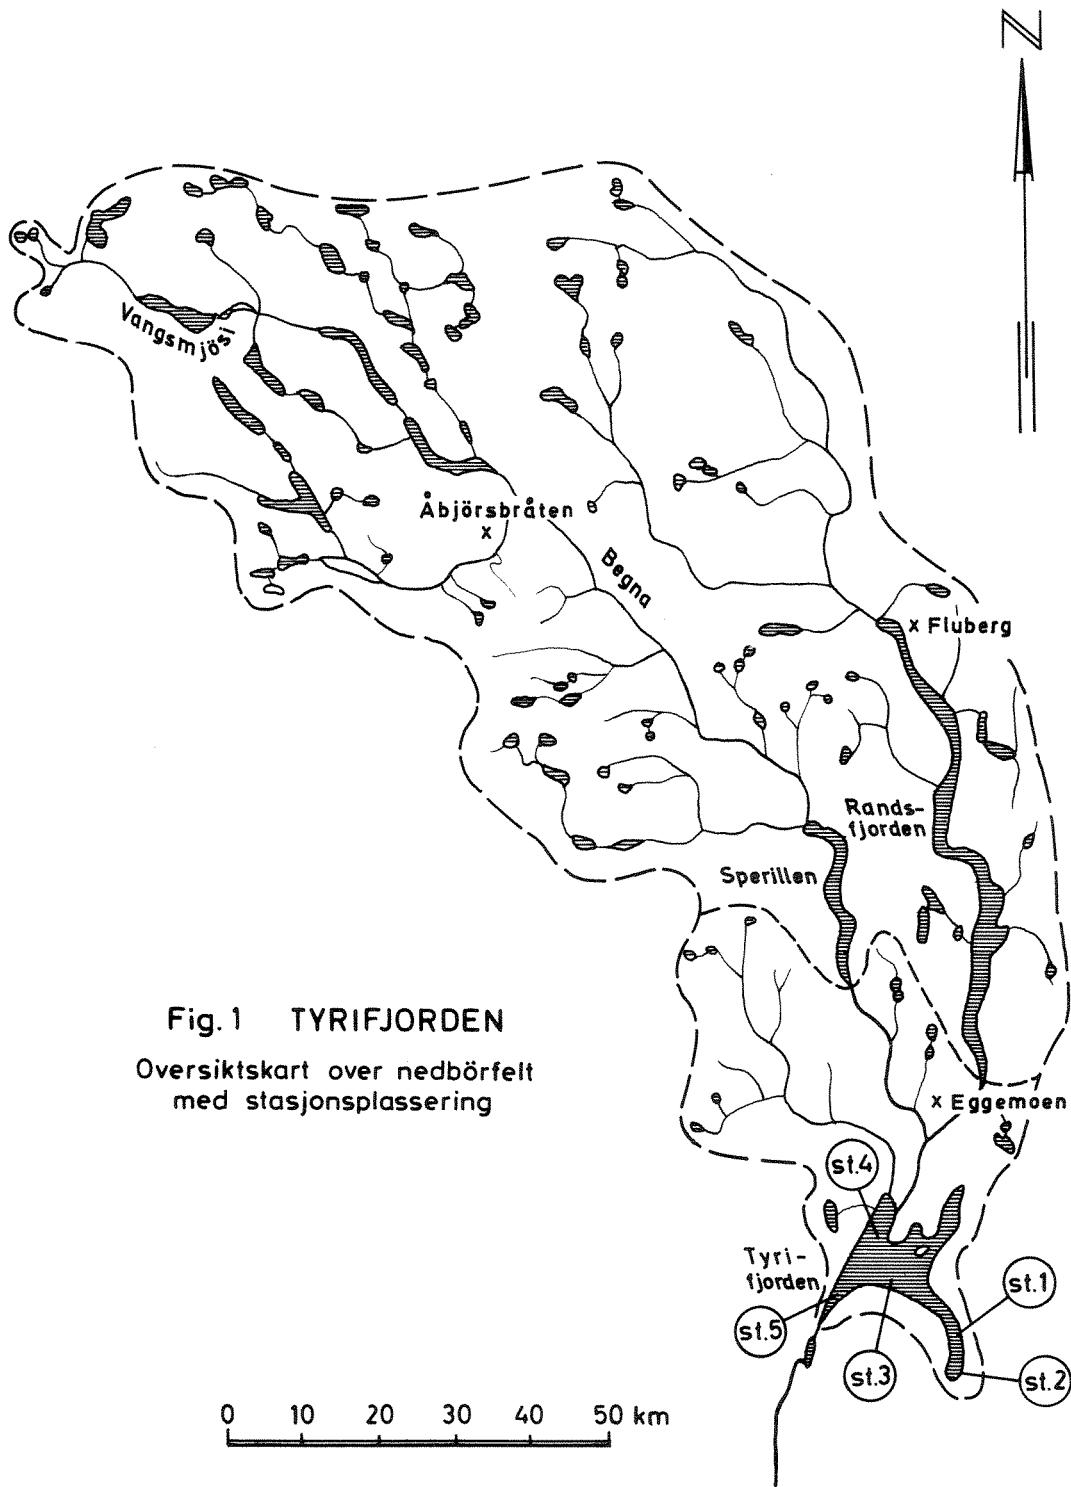 N
Vangsmjösi
Åbjörsbråten
x
Begna
x Fluberg
Rands-
fjorden
Sperillen
Fig. 1 TYRIFJORDEN
Oversiktskart over nedbörfelt
med stasjonsplassering
x Eggemoen
st.4
Tyri-
fjorden
st.1
st.5
st.3
st.2
0 10 20 30 40 50 km